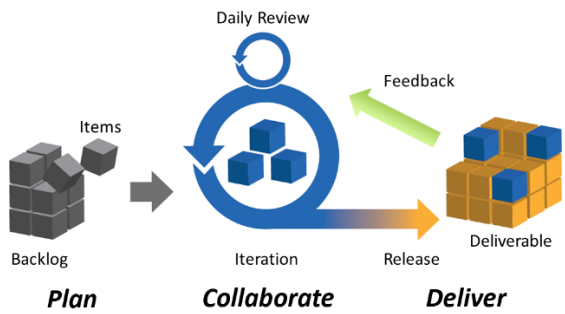 Daily Review
Feedback
Items
Backlog
Iteration
Release
Deliverable
Plan
Collaborate
Deliver